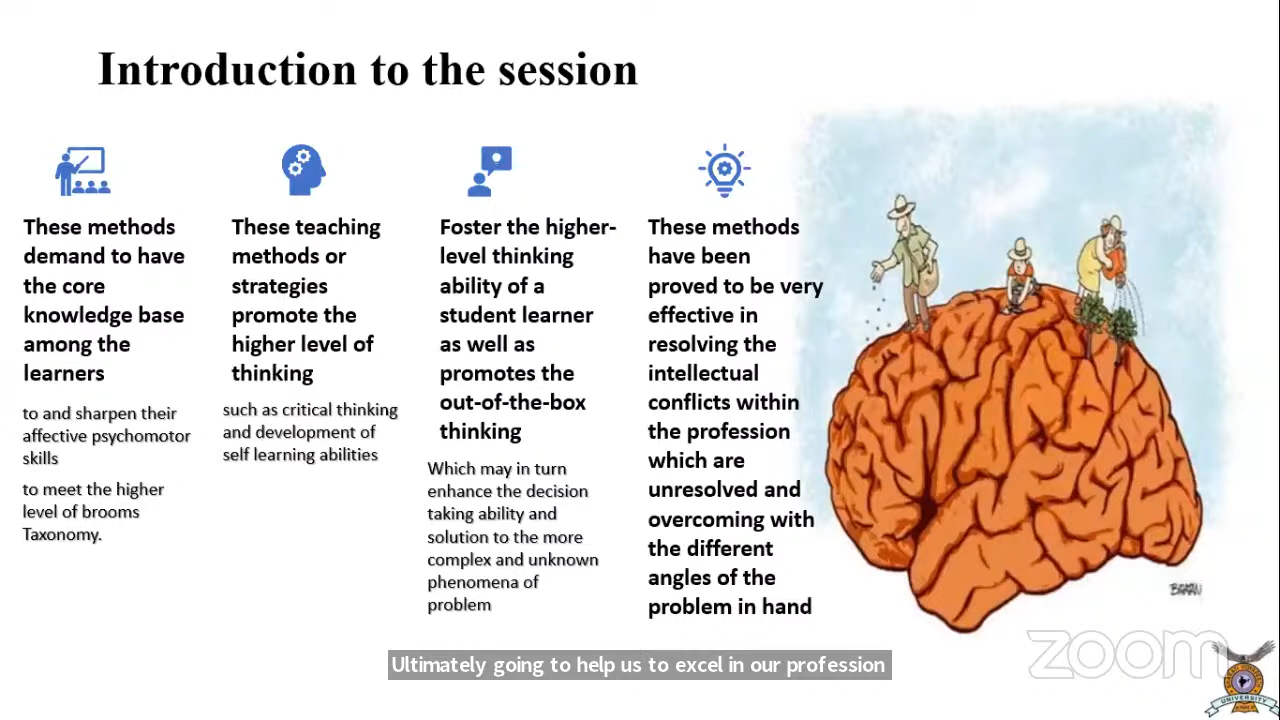 Introduction to the session
These methods
demand to have
the core
knowledge base
among the
learners
to and sharpen their
affective psychomotor
skills
to meet the higher
level of brooms
Taxonomy.
These teaching
methods or
strategies
promote the
higher level of
thinking
such as critical thinking
and development of
self learning abilities
Foster the higher-
level thinking
ability of a
student learner
as well as
promotes the
out-of-the-box
thinking
Which may in turn
enhance the decision
taking ability and
solution to the more
complex and unknown
phenomena of
problem
These methods
have been
proved to be very
effective in
resolving the
intellectual
conflicts within
the profession
which are
unresolved and
overcoming with
the different
angles of the
problem in hand
zoom
UNIVERSITY
Ultimately going to help us to excel in our profession